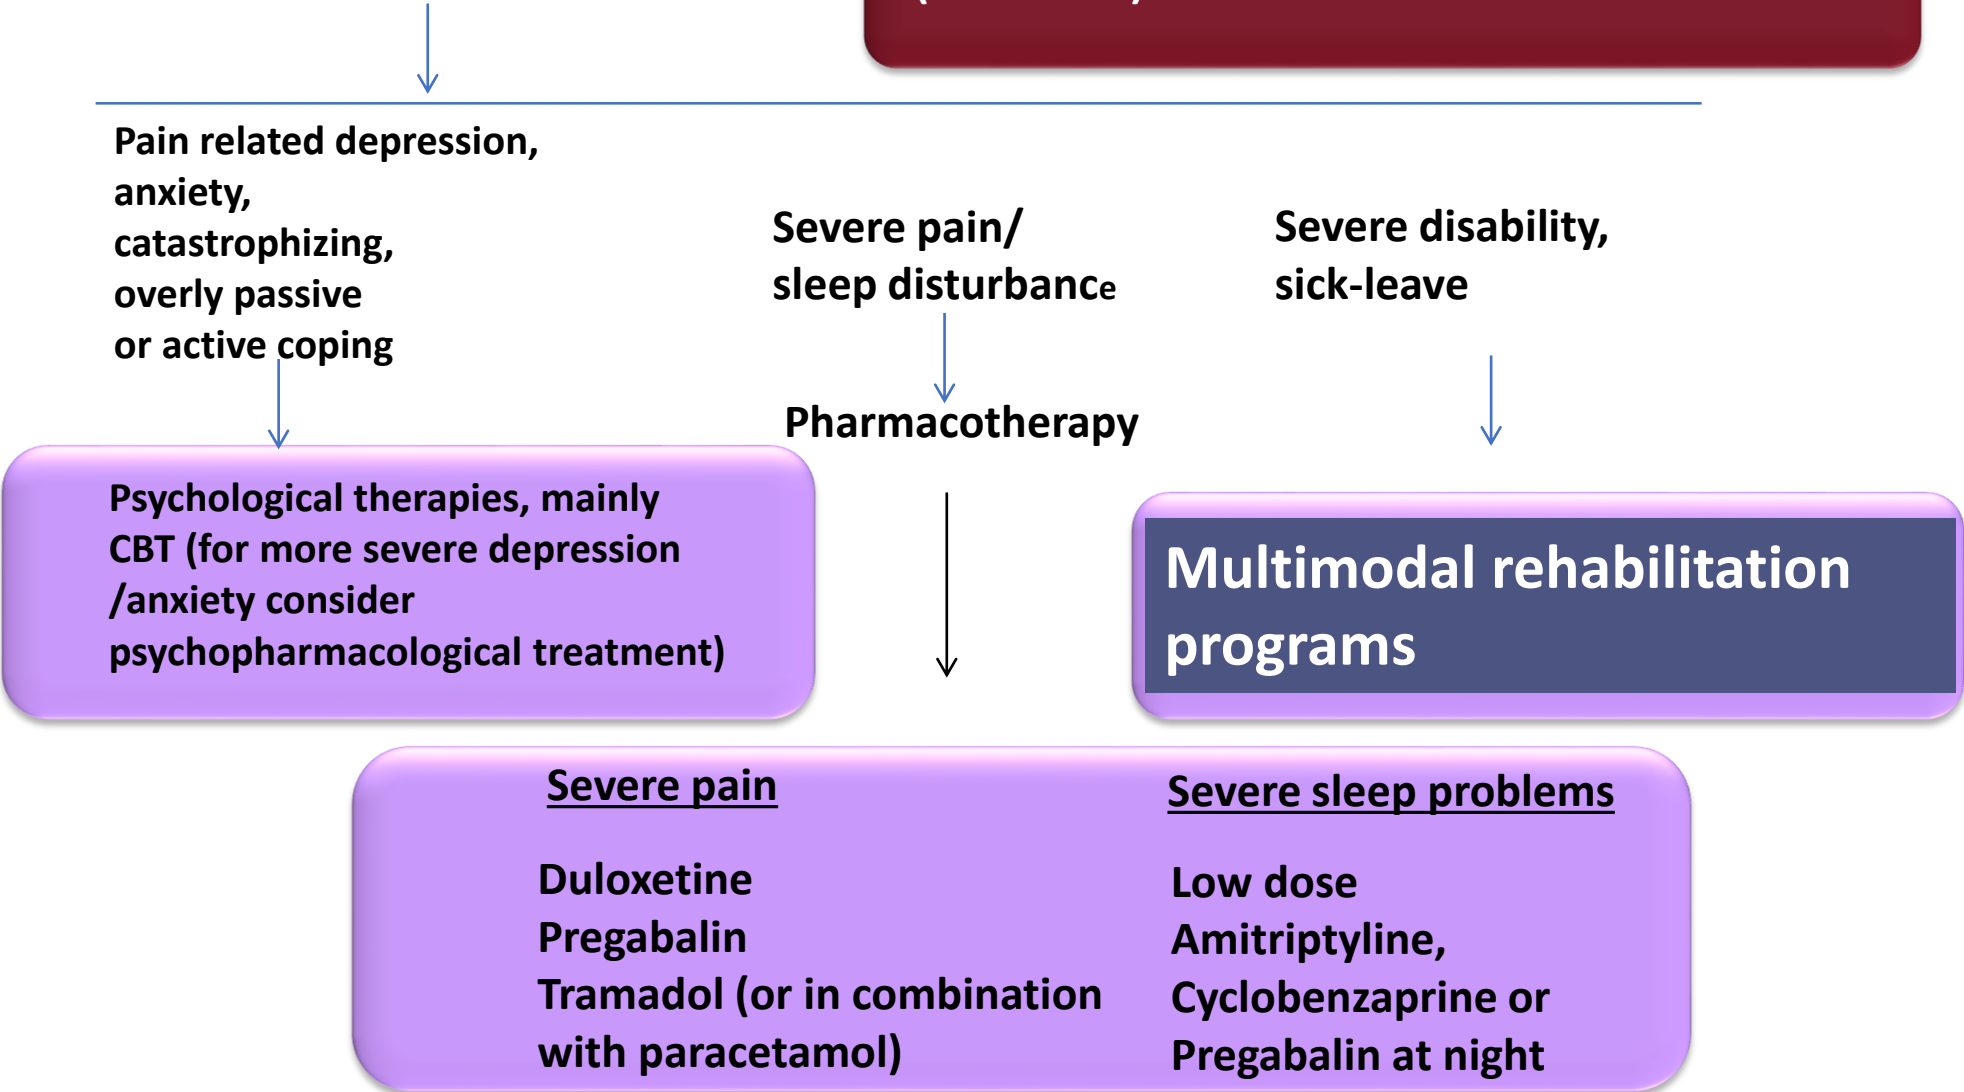 Pain related depression,
anxiety,
catastrophizing,
overly passive
or active coping
Severe pain/
sleep disturbance
Severe disability,
sick-leave
Pharmacotherapy
Psychological therapies, mainly
CBT (for more severe depression
/anxiety consider
psychopharmacological treatment)
Multimodal rehabilitation
programs
Severe pain
Duloxetine
Pregabalin
Tramadol (or in combination
with paracetamol)
Severe sleep problems
Low dose
Amitriptyline,
Cyclobenzaprine or
Pregabalin at night